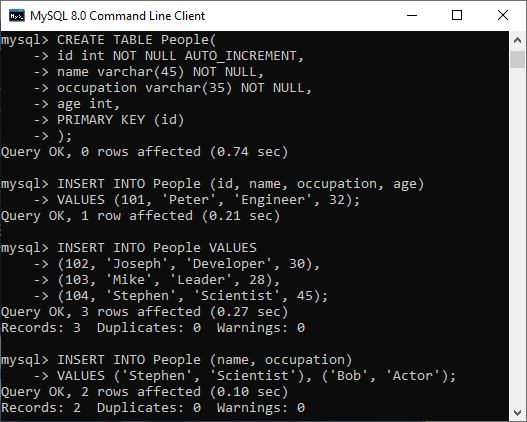 MySQL 8.0 Command Line Client
mysql> CREATE TABLE People(
    -> id int NOT NULL AUTO_INCREMENT,
    -> name varchar(45) NOT NULL,
    -> occupation varchar(35) NOT NULL,
    -> age int,
    -> PRIMARY KEY (id)
    -> );
Query OK, 0 rows affected (0.74 sec)

mysql> INSERT INTO People (id, name, occupation, age)
    -> VALUES (101, 'Peter', 'Engineer', 32);
Query OK, 1 row affected (0.21 sec)

mysql> INSERT INTO People VALUES
    -> (102, 'Joseph', 'Developer', 30),
    -> (103, 'Mike', 'Leader', 28),
    -> (104, 'Stephen', 'Scientist', 45);
Query OK, 3 rows affected (0.27 sec)
Records: 3  Duplicates: 0  Warnings: 0

mysql> INSERT INTO People (name, occupation)
    -> VALUES ('Stephen', 'Scientist'), ('Bob', 'Actor');
Query OK, 2 rows affected (0.10 sec)
Records: 2  Duplicates: 0  Warnings: 0